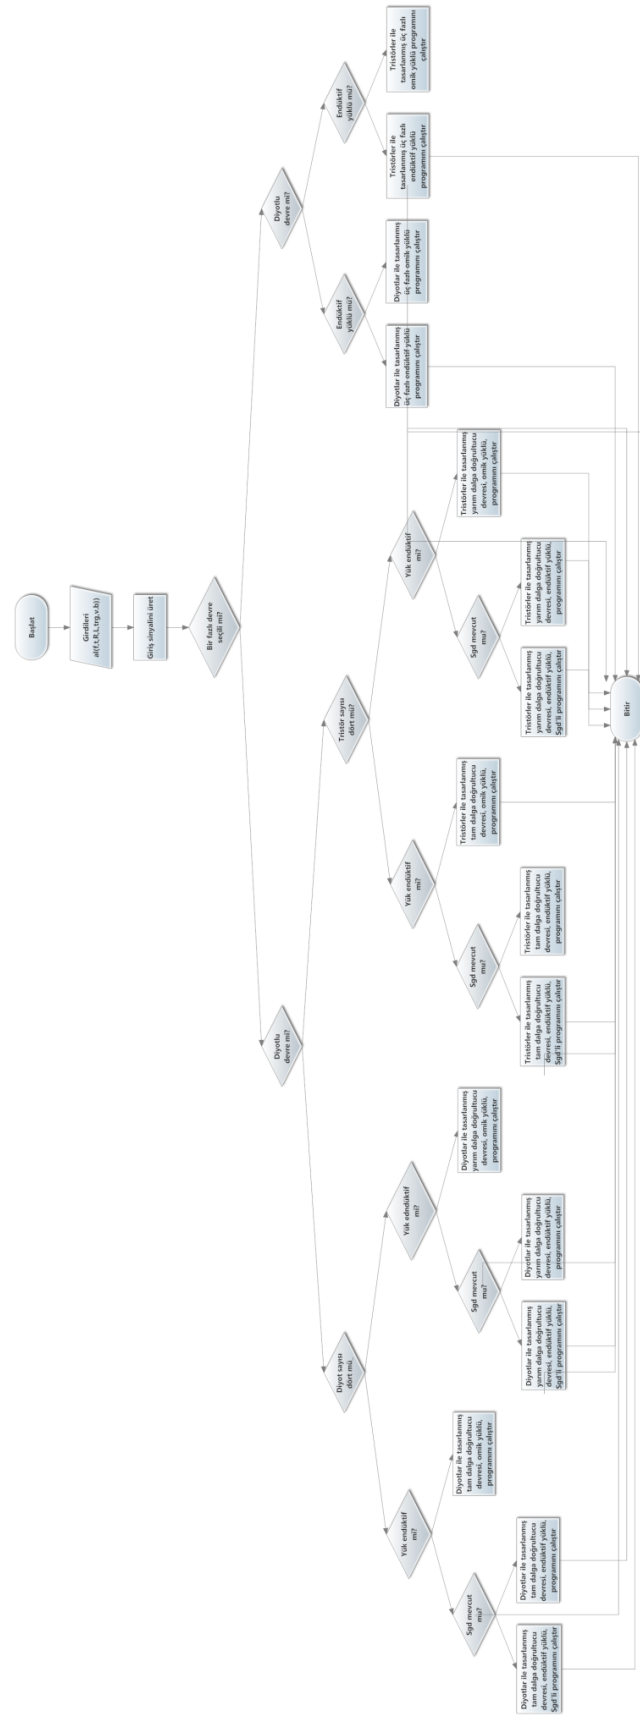 Başlat
Girdileri
al(f,t,R,L,trg,v.b))
Giriş sinyalini üret
Bir fazlı devre
seçili mi?
Diyotlu
devre mi?
Diyotlu
devre mi?
Diyot sayısı
dört mü
Tristör sayısı
dört mü?
Endüktif
yüklü mü?
Endüktif
yüklü mü?
Yük endüktif
mi?
Yük edndüktif
mi?
Yük endüktif
mi?
Yük endüktif
mi?
Diyotlar ile tasarlanmış
üç fazlı endüktif yüklü
programını çalıştır
Diyotlar ile tasarlanmış
üç fazlı omik yüklü
programını çalıştır
Tristörler ile
tasarlanmış üç fazlı
endüktif yüklü
programını çalıştır
Tristörler ile
tasarlanmış üç fazlı
omik yüklü programını
çalıştır
Sgd mevcut
mu?
Diyotlar ile tasarlanmış
tam dalga doğrultucu
devresi, omik yüklü,
programını çalıştır
Sgd mevcut
mu?
Diyotlar ile tasarlanmış
yarım dalga doğrultucu
devresi, omik yüklü,
programını çalıştır
Sgd mevcut
mu?
Tristörler ile tasarlanmış
tam dalga doğrultucu
devresi, omik yüklü,
programını çalıştır
Sgd mevcut
mu?
Tristörler ile tasarlanmış
yarım dalga doğrultucu
devresi, omik yüklü,
programını çalıştır
Diyotlar ile tasarlanmış
tam dalga doğrultucu
devresi, endüktif yüklü,
Sgd'li programını çalıştır
Diyotlar ile tasarlanmış
tam dalga doğrultucu
devresi, endüktif yüklü,
programını çalıştır
Diyotlar ile tasarlanmış
yarım dalga doğrultucu
devresi, endüktif yüklü,
Sgd'li programını çalıştır
Diyotlar ile tasarlanmış
yarım dalga doğrultucu
devresi, endüktif yüklü,
programını çalıştır
Tristörler ile tasarlanmış
tam dalga doğrultucu
devresi, endüktif yüklü,
Sgd'li programını çalıştır
Tristörler ile tasarlanmış
tam dalga doğrultucu
devresi, endüktif yüklü,
programını çalıştır
Tristörler ile tasarlanmış
yarım dalga doğrultucu
devresi, endüktif yüklü,
Sgd'li programını çalıştır
Tristörler ile tasarlanmış
yarım dalga doğrultucu
devresi, endüktif yüklü,
programını çalıştır
Bitir